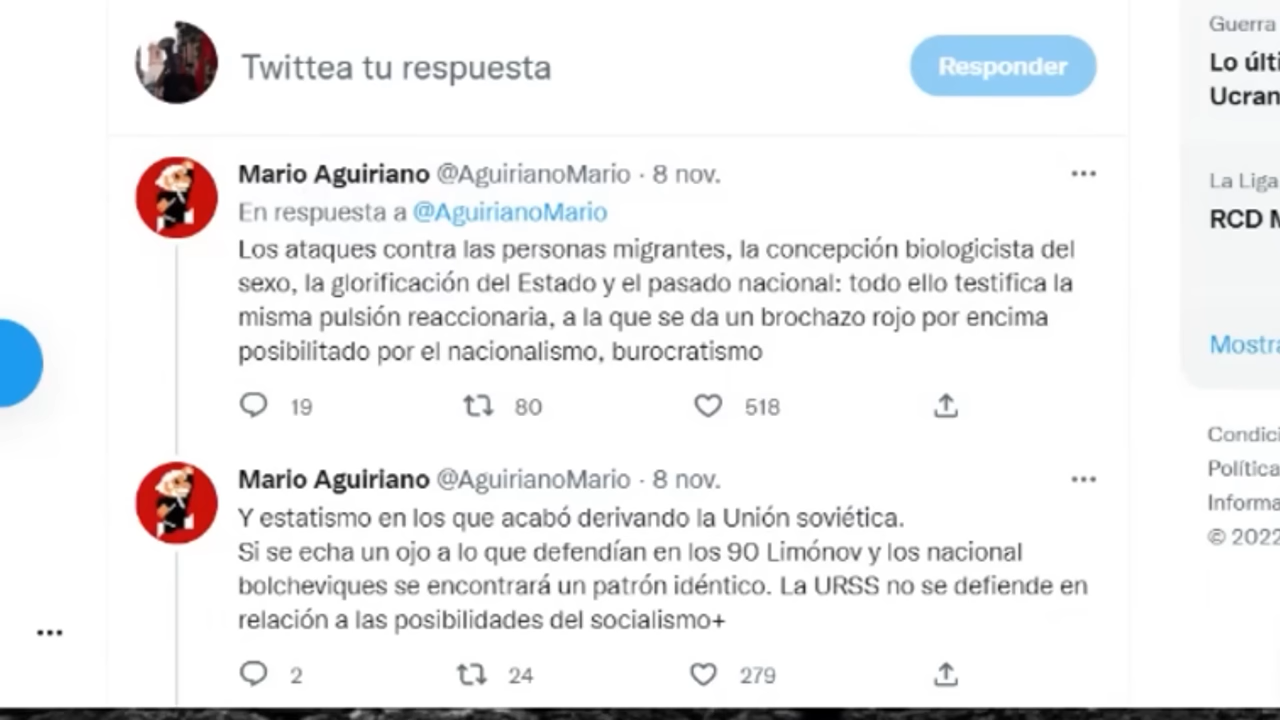 Twittea tu respuesta
Responder
Mario Aguiriano @AguirianoMario · 8 nov.
En respuesta a @AguirianoMario
Los ataques contra las personas migrantes, la concepción biologicista del
sexo, la glorificación del Estado y el pasado nacional: todo ello testifica la
misma pulsión reaccionaria, a la que se da un brochazo rojo por encima
posibilitado por el nacionalismo, burocratismo
19 80 518
Mario Aguiriano @AguirianoMario · 8 nov.
Y estatismo en los que acabó derivando la Unión soviética.
Si se echa un ojo a lo que defendían en los 90 Limónov y los nacional
bolcheviques se encontrará un patrón idéntico. La URSS no se defiende en
relación a las posibilidades del socialismo+
2 24 279
Guerra
Lo últi
Ucran
La Liga
RCD M
Mostra
Condici
Política
Informa
© 2022